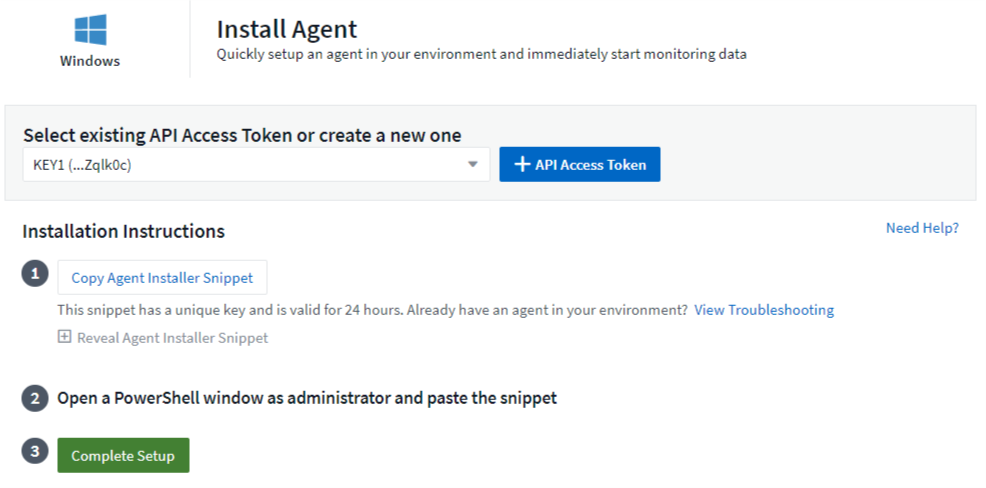 Windows
Install Agent
Quickly setup an agent in your environment and immediately start monitoring data
Select existing API Access Token or create a new one
KEY1 (...Zqlk0c)
+ API Access Token
Installation Instructions
Need Help?
1
Copy Agent Installer Snippet
This snippet has a unique key and is valid for 24 hours. Already have an agent in your environment? View Troubleshooting
Reveal Agent Installer Snippet
2
Open a PowerShell window as administrator and paste the snippet
3
Complete Setup